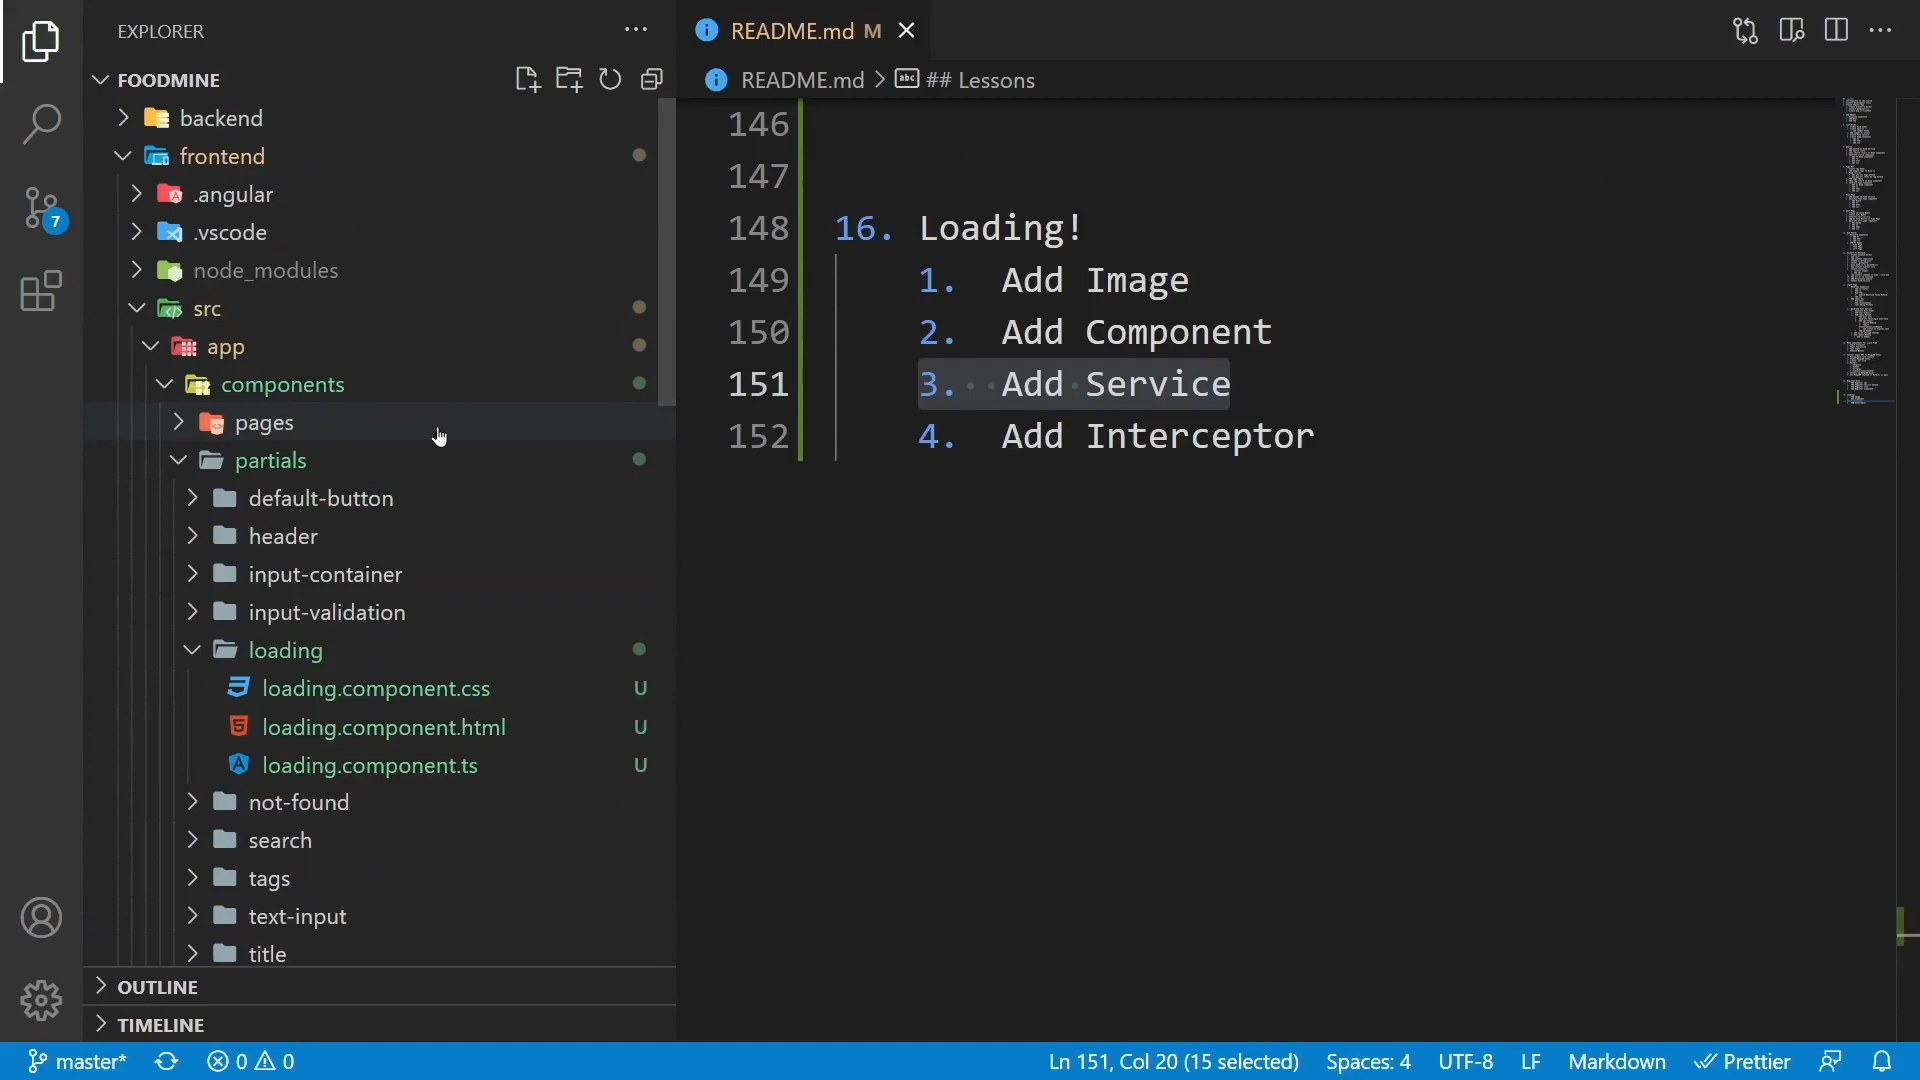 EXPLORER
FOODMINE
backend
frontend
.angular
.vscode
node_modules
src
app
components
pages
partials
default-button
header
input-container
input-validation
loading
loading.component.css U
loading.component.html U
loading.component.ts U
not-found
search
tags
text-input
title
OUTLINE
TIMELINE
7
README.md M
README.md > abc ## Lessons
146
147
148 16. Loading!
149 1. Add Image
150 2. Add Component
151 3. Add Service
152 4. Add Interceptor
master* 0 0 Ln 151, Col 20 (15 selected) Spaces: 4 UTF-8 LF Markdown Prettier